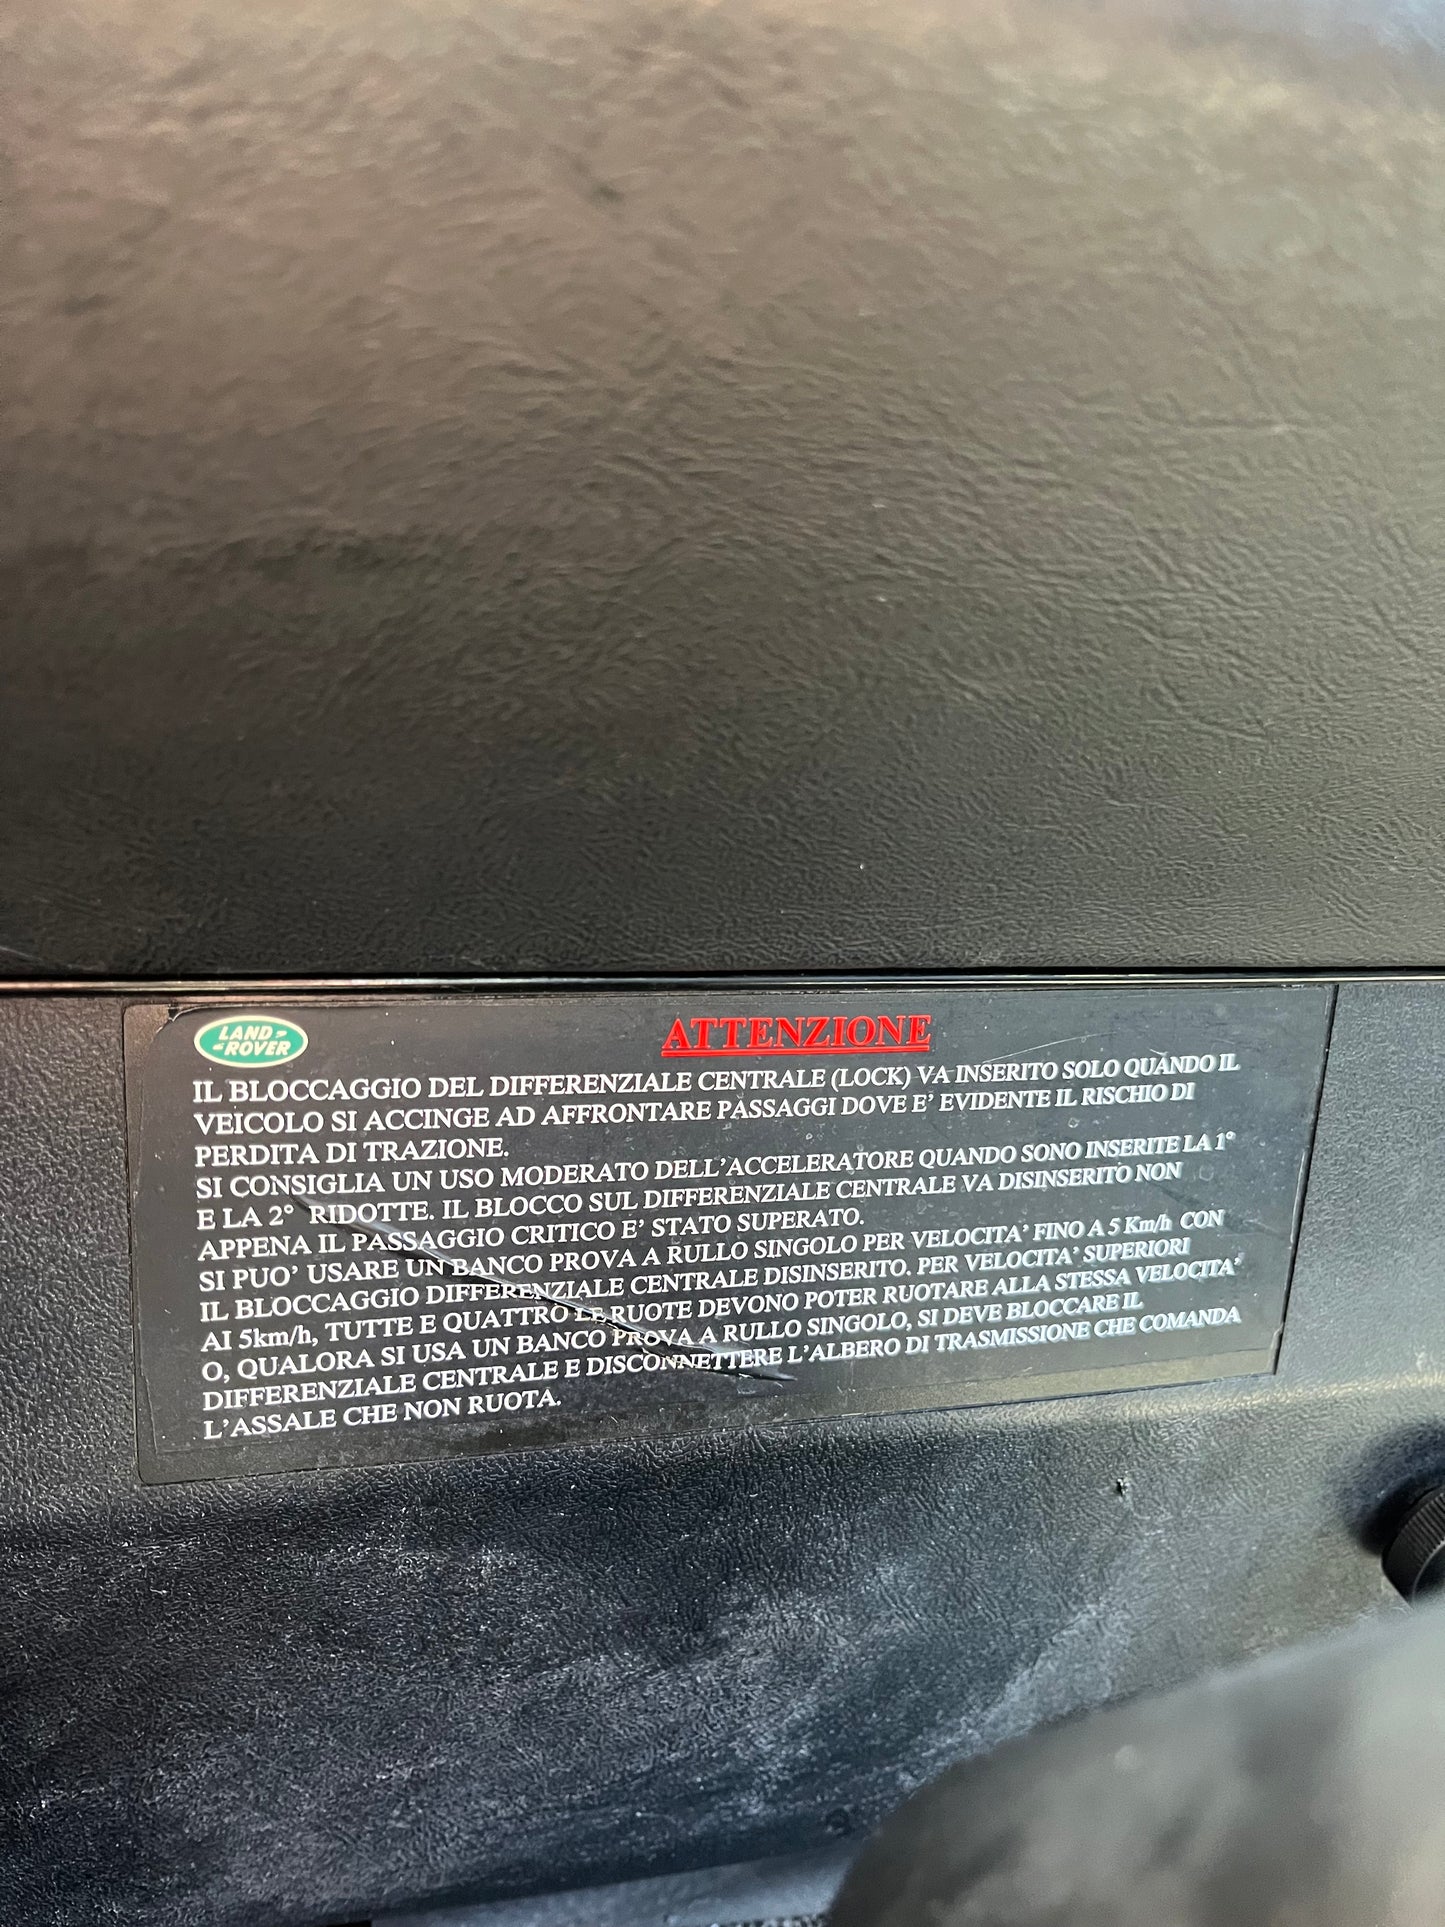 LAND ROVER
ATTENZIONE
IL BLOCCAGGIO DEL DIFFERENZIALE CENTRALE (LOCK) VA INSERITO SOLO QUANDO IL
VEICOLO SI ACCINGE AD AFFRONTARE PASSAGGI DOVE E' EVIDENTE IL RISCHIO DI
PERDITA DI TRAZIONE.
SI CONSIGLIA UN USO MODERATO DELL'ACCELERATORE QUANDO SONO INSERITE LA 1°
E LA 2° RIDOTTE. IL BLOCCO SUL DIFFERENZIALE CENTRALE VA DISINSERITO NON
APPENA IL PASSAGGIO CRITICO E' STATO SUPERATO.
SI PUO' USARE UN BANCO PROVA A RULLO SINGOLO PER VELOCITA' FINO A 5 Km/h CON
IL BLOCCAGGIO DIFFERENZIALE CENTRALE DISINSERITO. PER VELOCITA' SUPERIORI
AI 5km/h, TUTTE E QUATTRO LE RUOTE DEVONO POTER RUOTARE ALLA STESSA VELOCITA'
O, QUALORA SI USA UN BANCO PROVA A RULLO SINGOLO, SI DEVE BLOCCARE IL
DIFFERENZIALE CENTRALE E DISCONNETTERE L'ALBERO DI TRASMISSIONE CHE COMANDA
L'ASSALE CHE NON RUOTA.